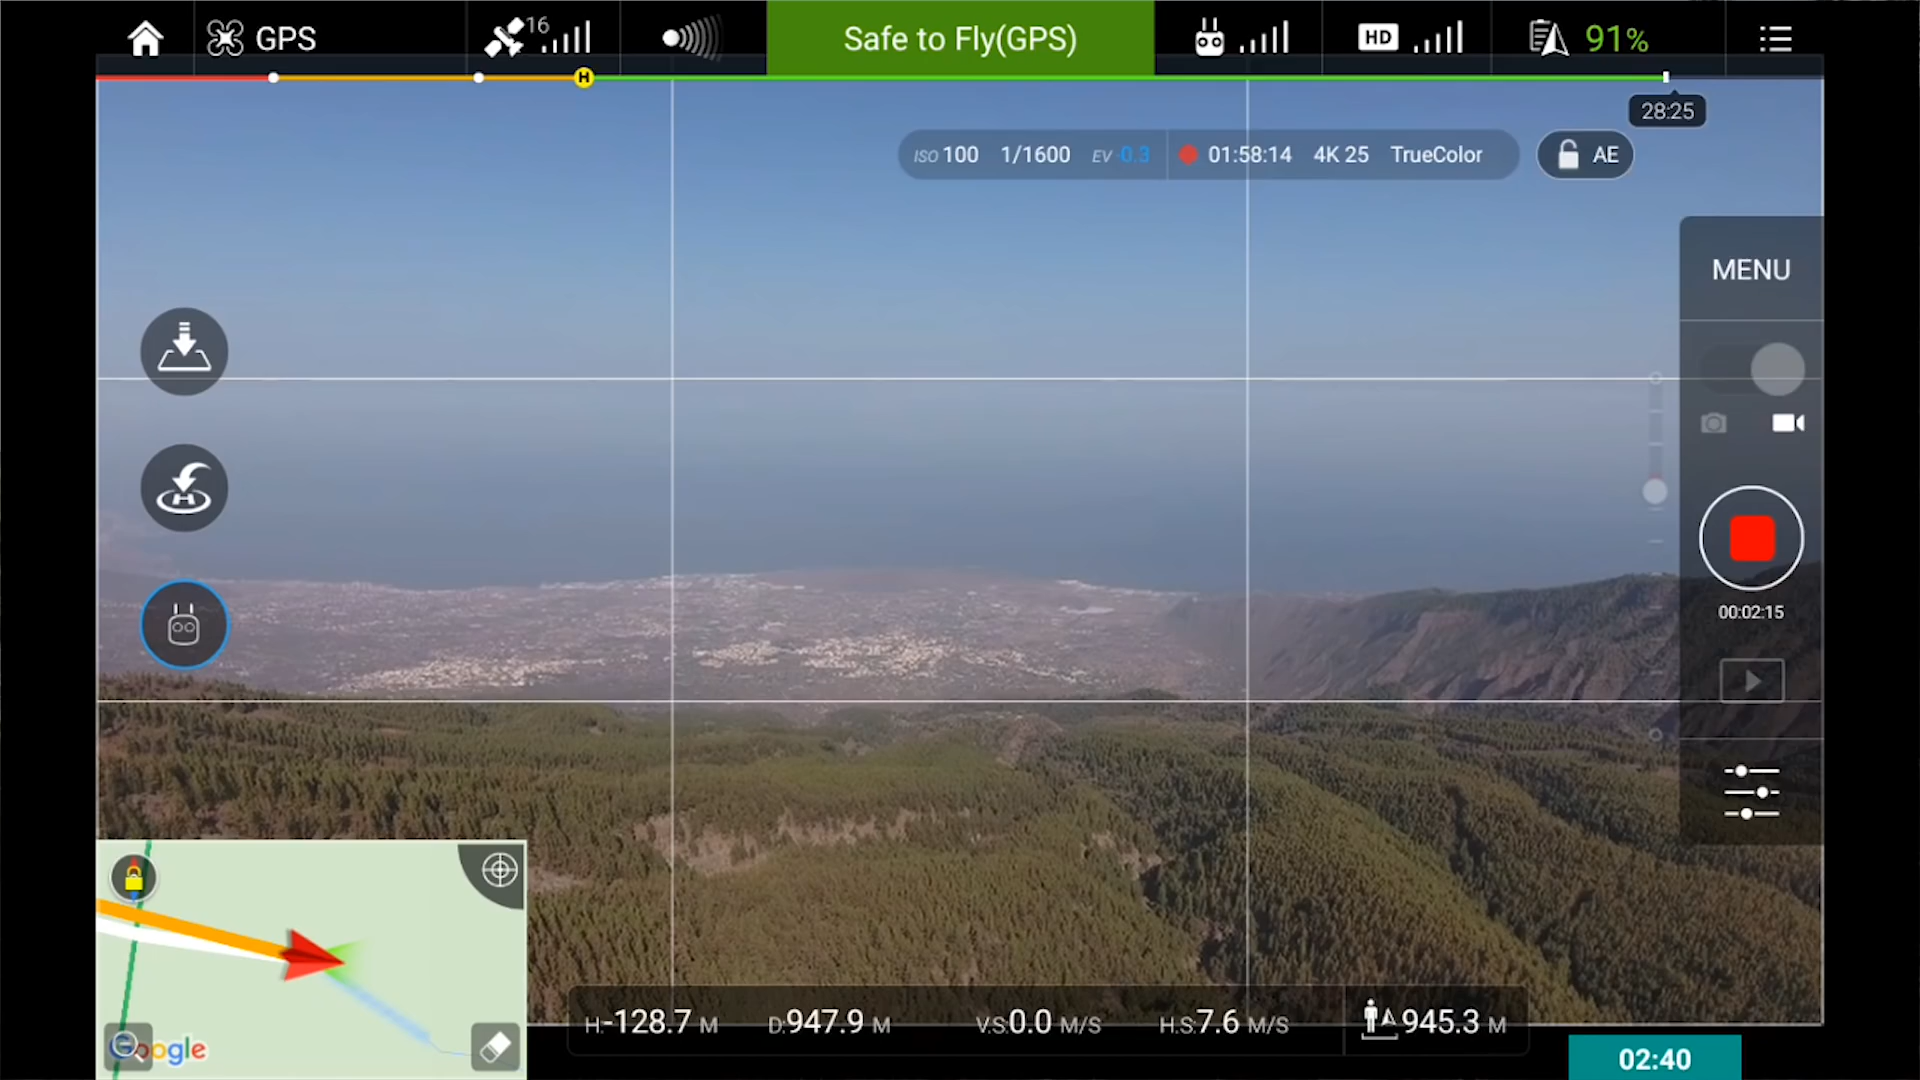 GPS
16
Safe to Fly(GPS)
HD
91%
H
28:25
ISO 100 1/1600 EV -0.3 01:58:14 4K 25 TrueColor
AE
MENU
00:02:15
Google
H:-128.7 M D:947.9 M V.S:0.0 M/S H.S:7.6 M/S 945.3 M
02:40